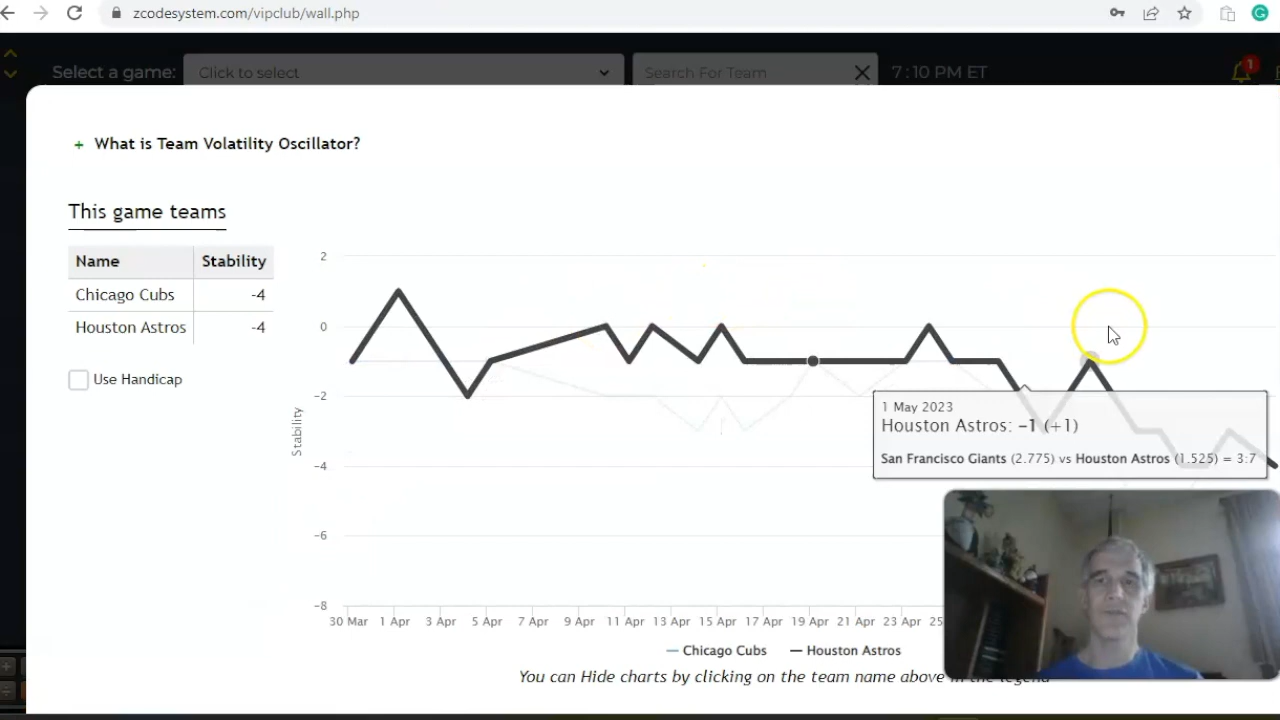 zcodesystem.com/vipclub/wall.php
Select a game: Click to select Search For Team 7:10 PM ET 1
+ What is Team Volatility Oscillator?
This game teams
Name Stability
Chicago Cubs -4
Houston Astros -4
Use Handicap
2
0
-2
-4
-6
-8
Stability
1 May 2023
Houston Astros: -1 (+1)
San Francisco Giants (2.775) vs Houston Astros (1.525) = 3:7
30 Mar 1 Apr 3 Apr 5 Apr 7 Apr 9 Apr 11 Apr 13 Apr 15 Apr 17 Apr 19 Apr 21 Apr 23 Apr 25
Chicago Cubs Houston Astros
You can Hide charts by clicking on the team name above in the legend